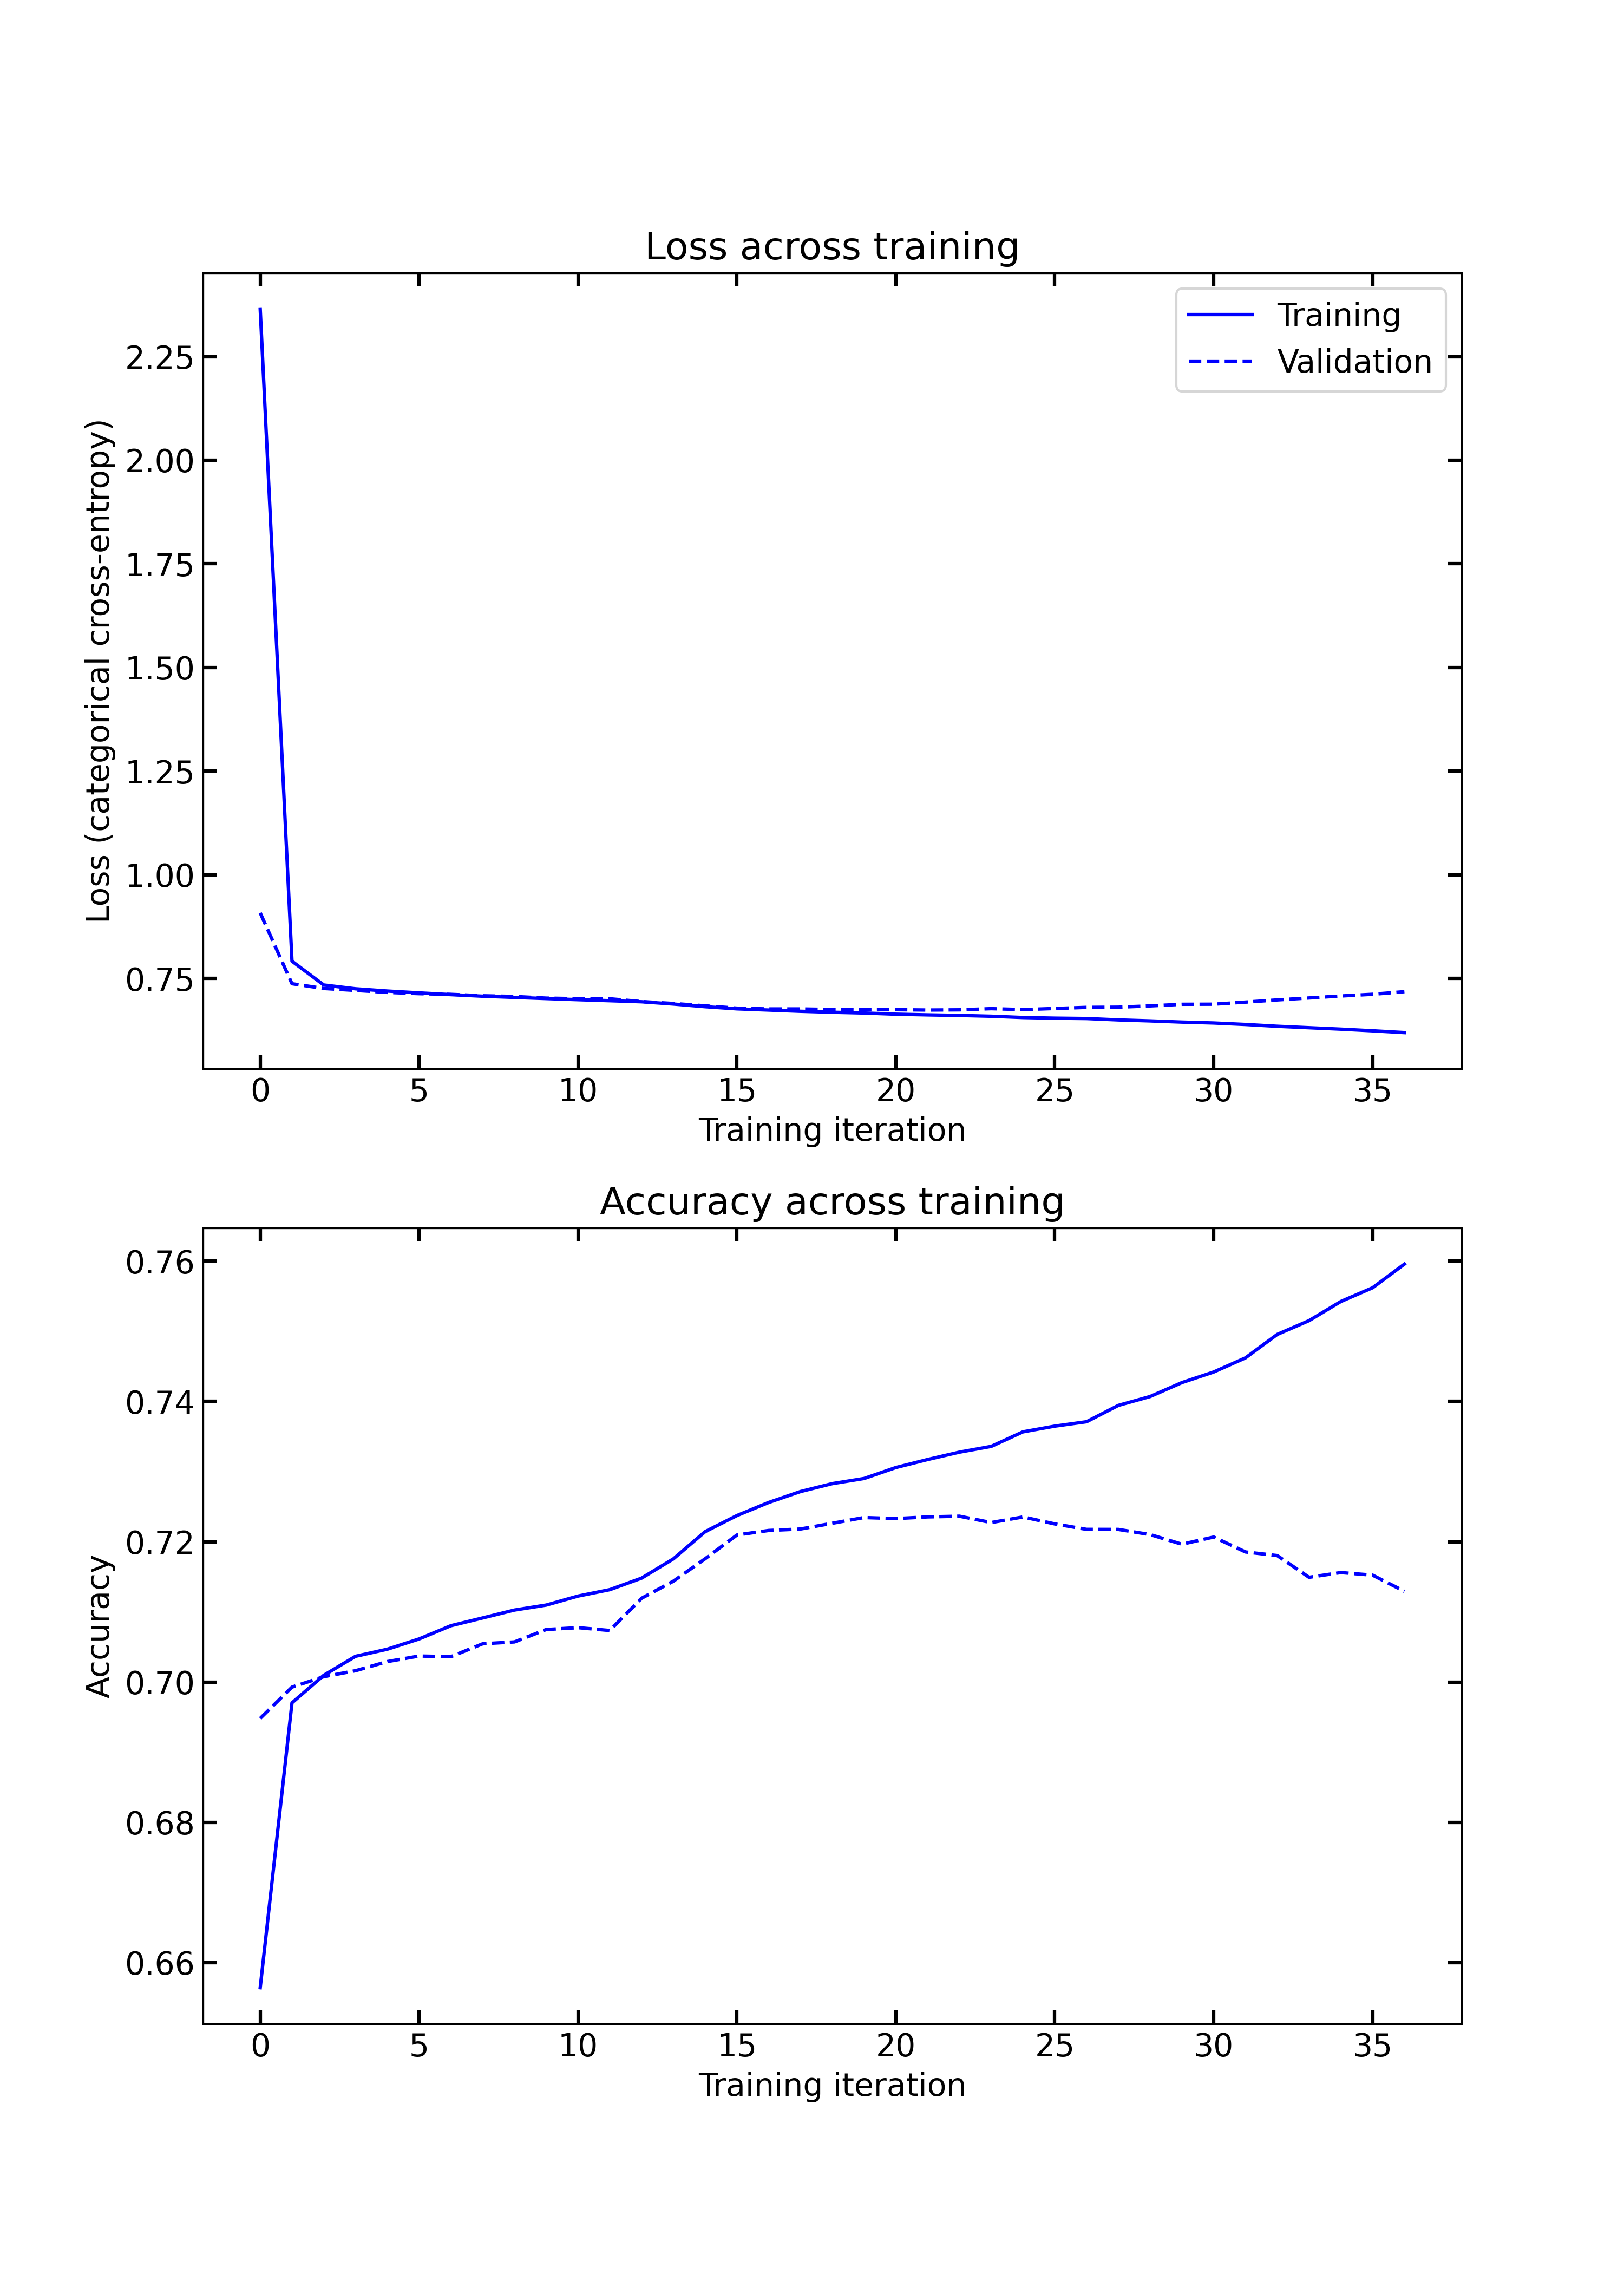 Loss across training
Training
Validation
2.25
2.00
1.75
1.50
1.25
1.00
0.75
Loss (categorical cross-entropy)
0 5 10 15 20 25 30 35
Training iteration
Accuracy across training
0.76
0.74
0.72
0.70
0.68
0.66
Accuracy
0 5 10 15 20 25 30 35
Training iteration